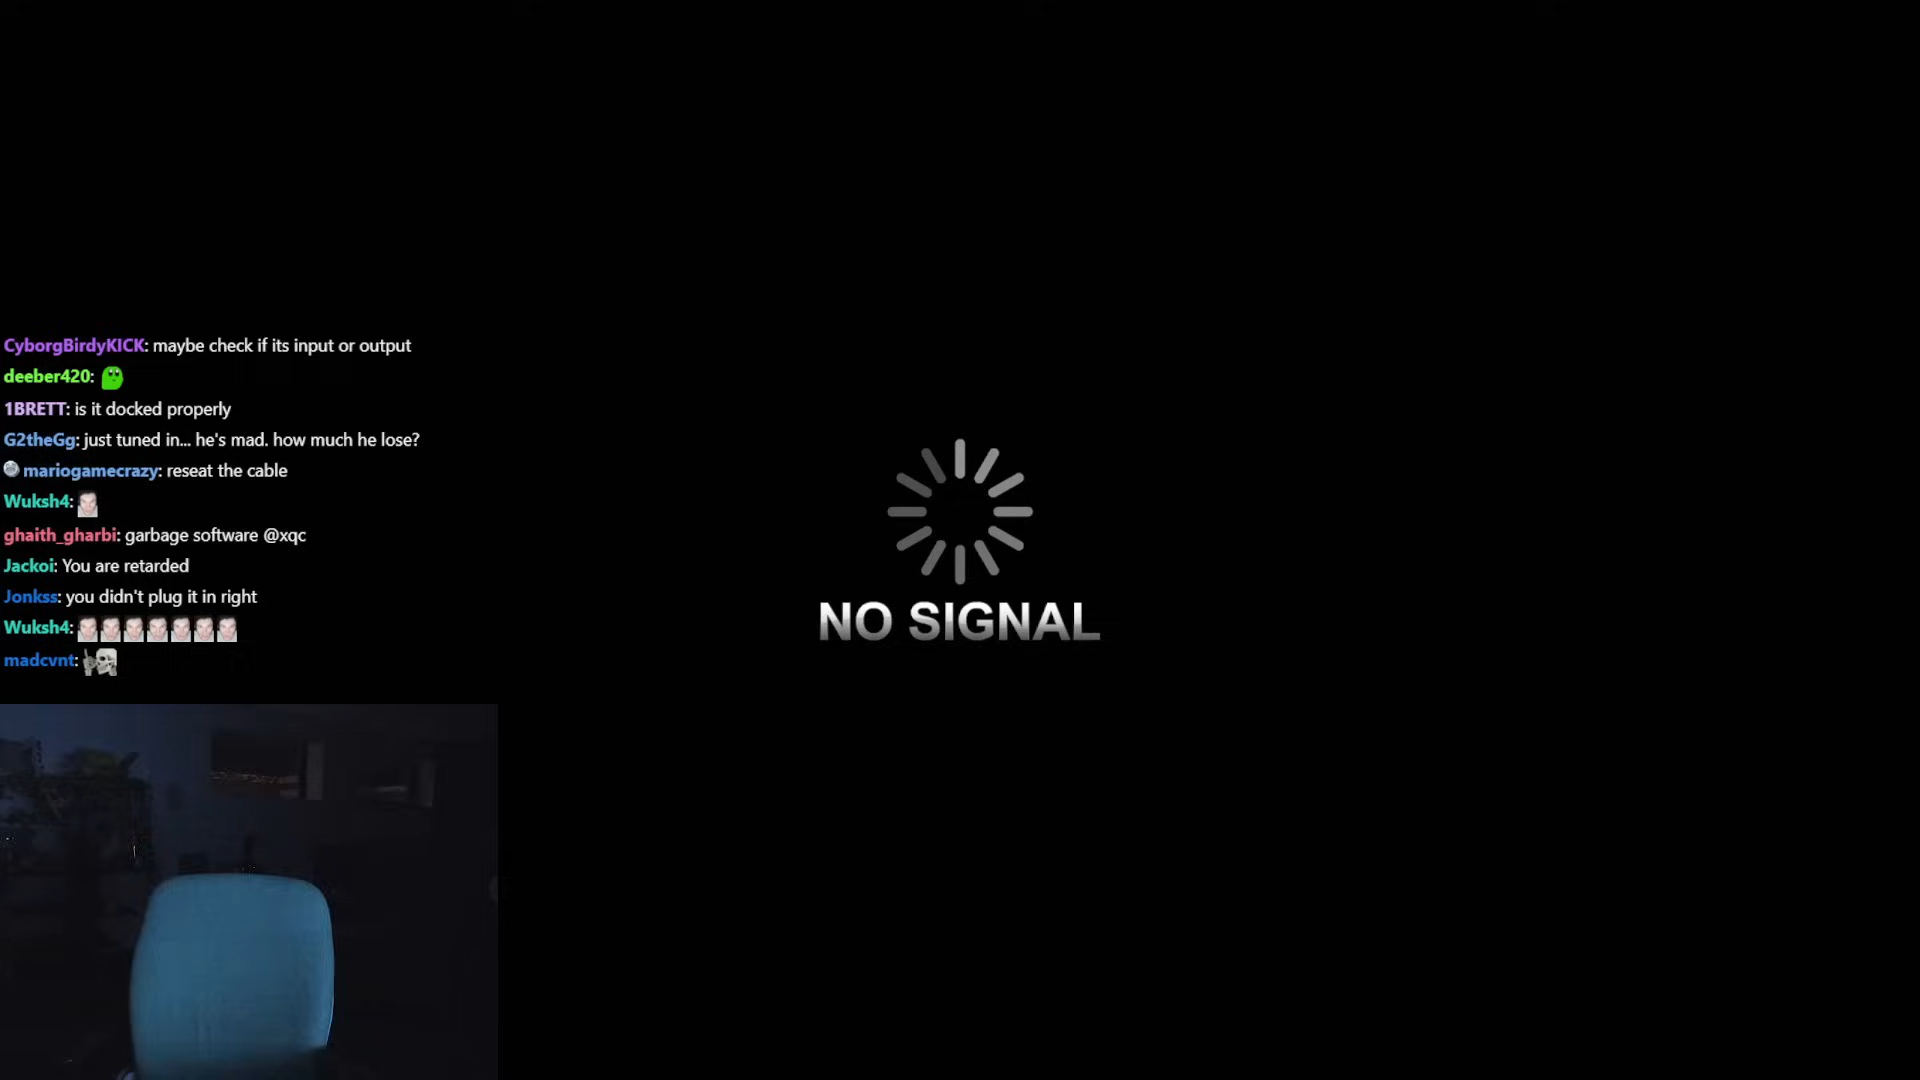 CyborgBirdyKICK: maybe check if its input or output
deeber420:
1BRETT: is it docked properly
G2theGg: just tuned in... he's mad. how much he lose?
mariogamecrazy: reseat the cable
Wuksh4:
ghaith_gharbi: garbage software @xqc
Jackoi: You are retarded
Jonkss: you didn't plug it in right
Wuksh4:
madcvnt:
NO SIGNAL